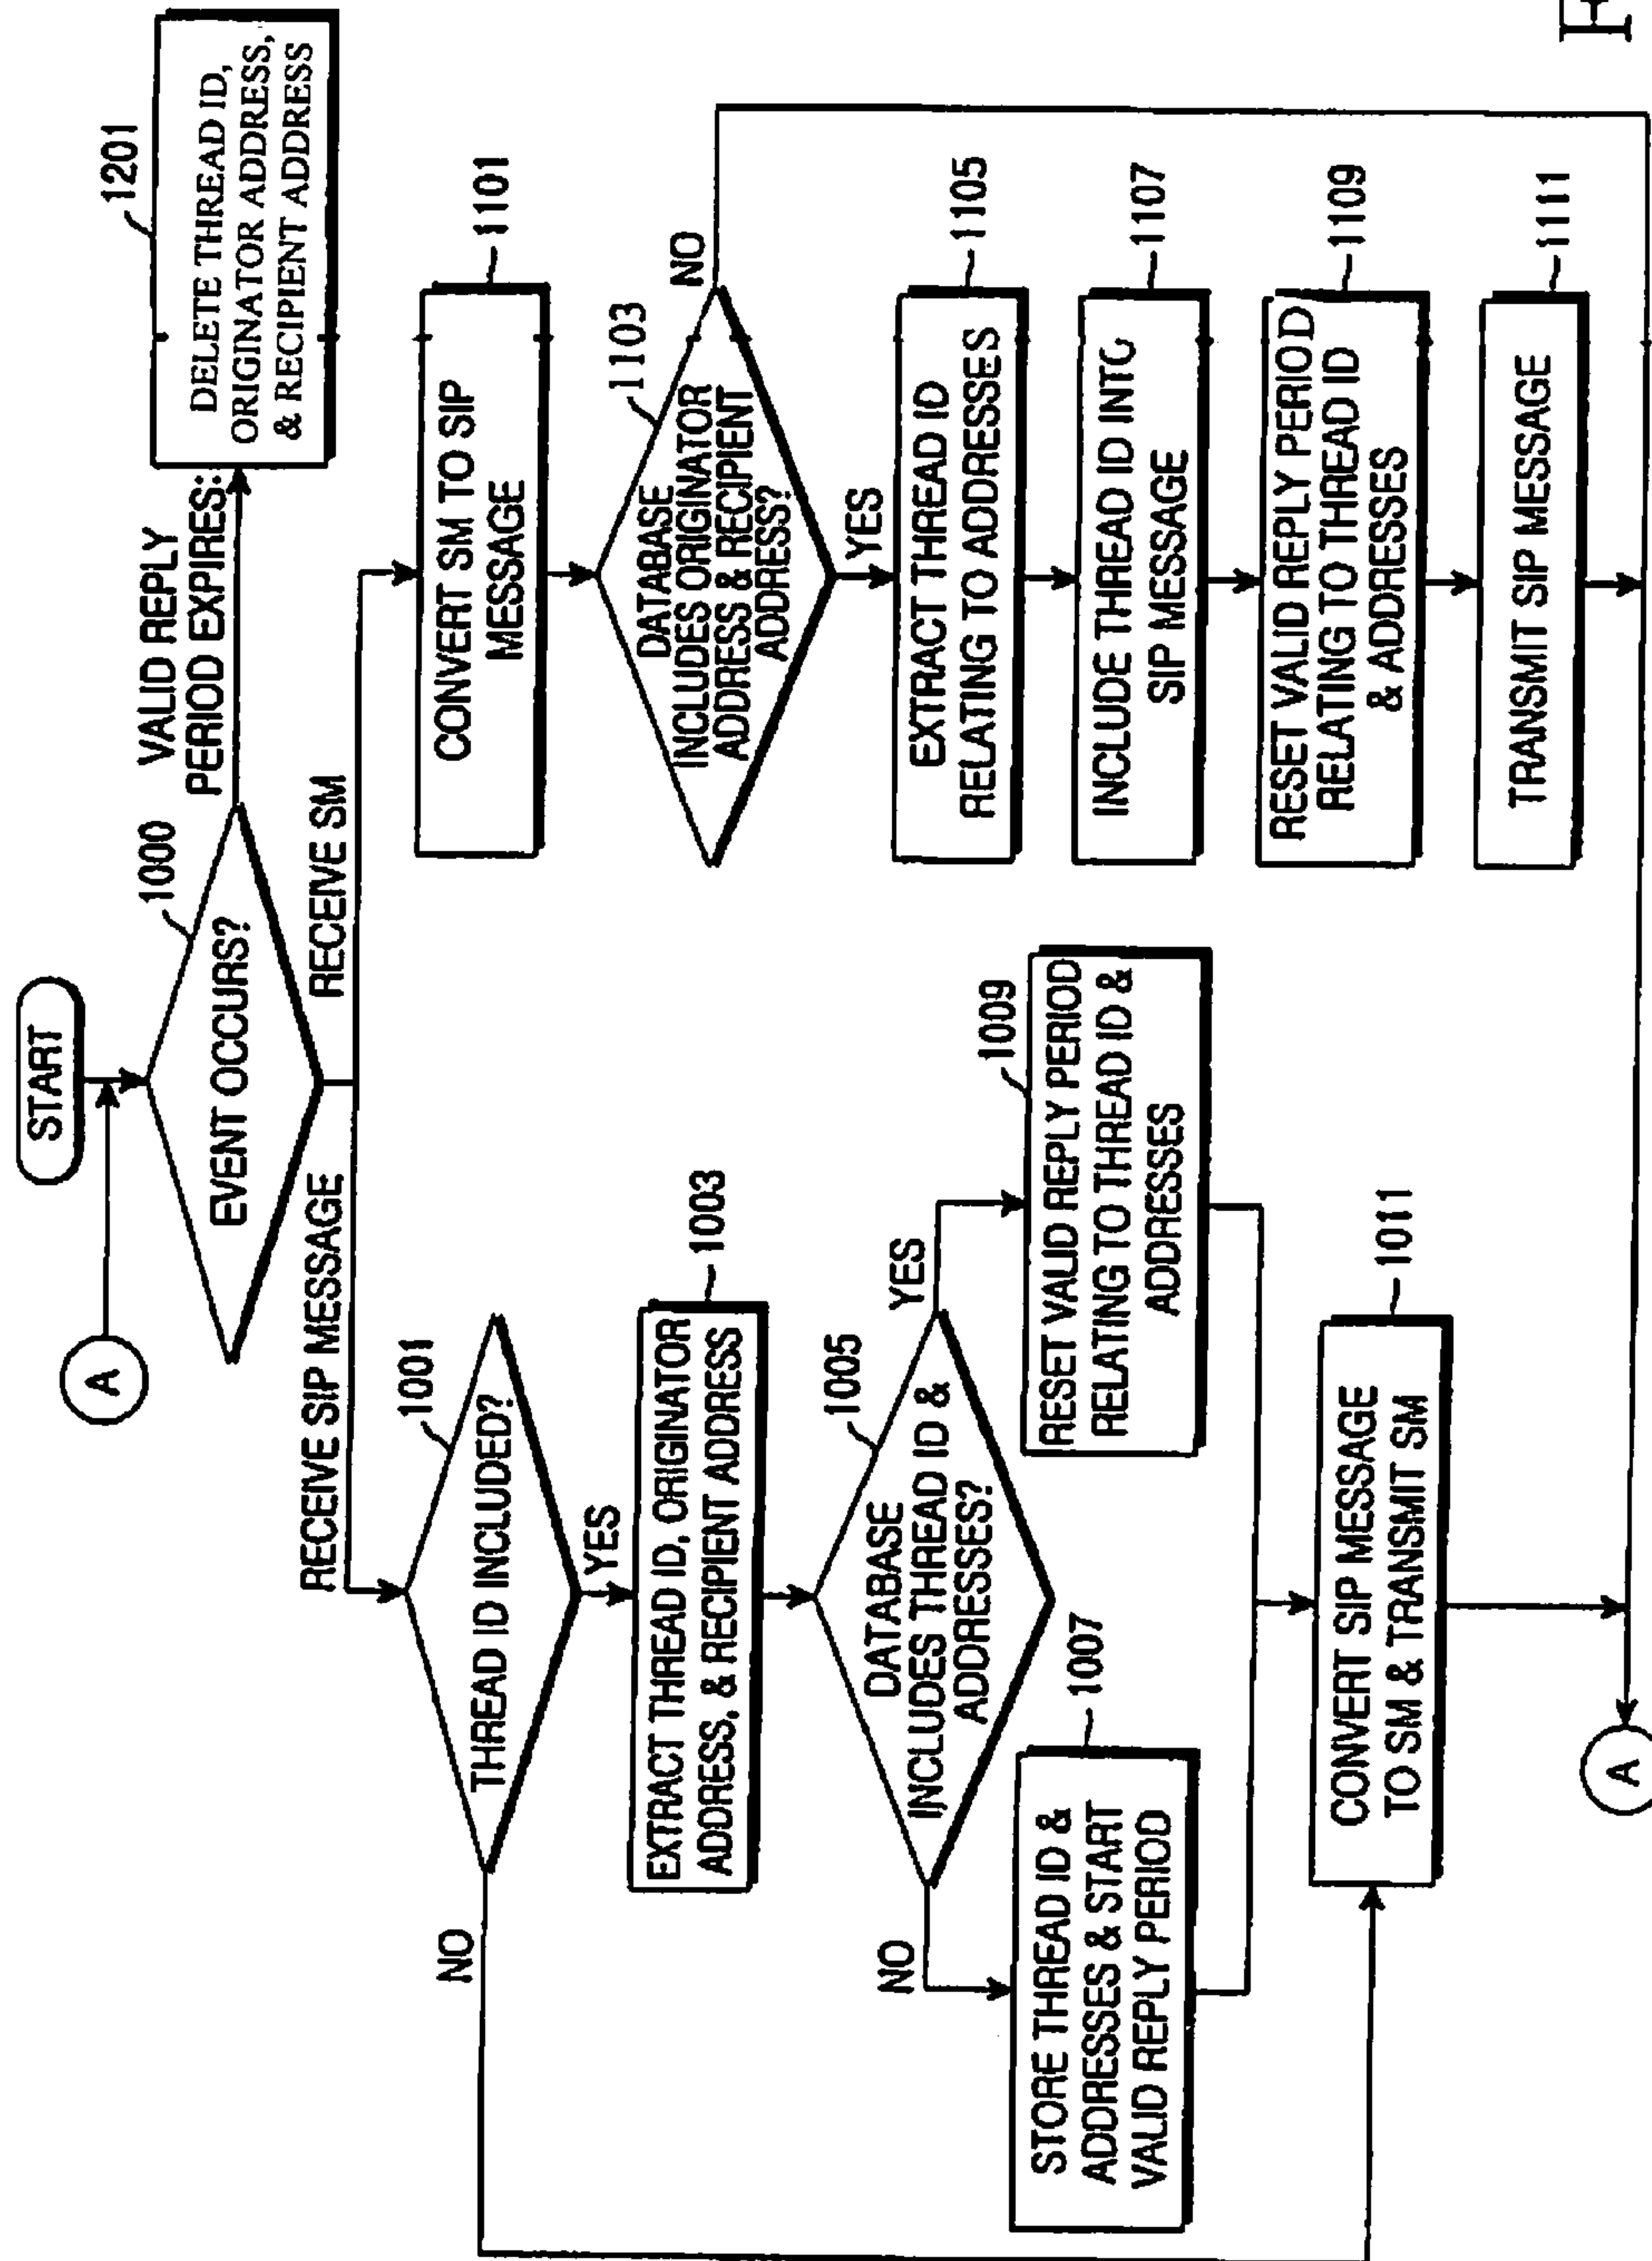 START
A
EVENT OCCURS?
1000
VALID REPLY
PERIOD EXPIRES:
1201
DELETE THREAD ID,
ORIGINATOR ADDRESS,
& RECIPIENT ADDRESS
RECEIVE SIP MESSAGE
RECEIVE SM
THREAD ID INCLUDED?
1001
NO
YES
EXTRACT THREAD ID, ORIGINATOR
ADDRESS, & RECIPIENT ADDRESS
1003
DATABASE
INCLUDES THREAD ID &
ADDRESSES?
1005
NO
YES
STORE THREAD ID &
ADDRESSES & START
VALID REPLY PERIOD
1007
RESET VALID REPLY PERIOD
RELATING TO THREAD ID &
ADDRESSES
1009
CONVERT SIP MESSAGE
TO SM & TRANSMIT SM
1011
CONVERT SM TO SIP
MESSAGE
1101
DATABASE
INCLUDES ORIGINATOR
ADDRESS & RECIPIENT
ADDRESS?
1103
NO
YES
EXTRACT THREAD ID
RELATING TO ADDRESSES
1105
INCLUDE THREAD ID INTO
SIP MESSAGE
1107
RESET VALID REPLY PERIOD
RELATING TO THREAD ID
& ADDRESSES
1109
TRANSMIT SIP MESSAGE
1111
A